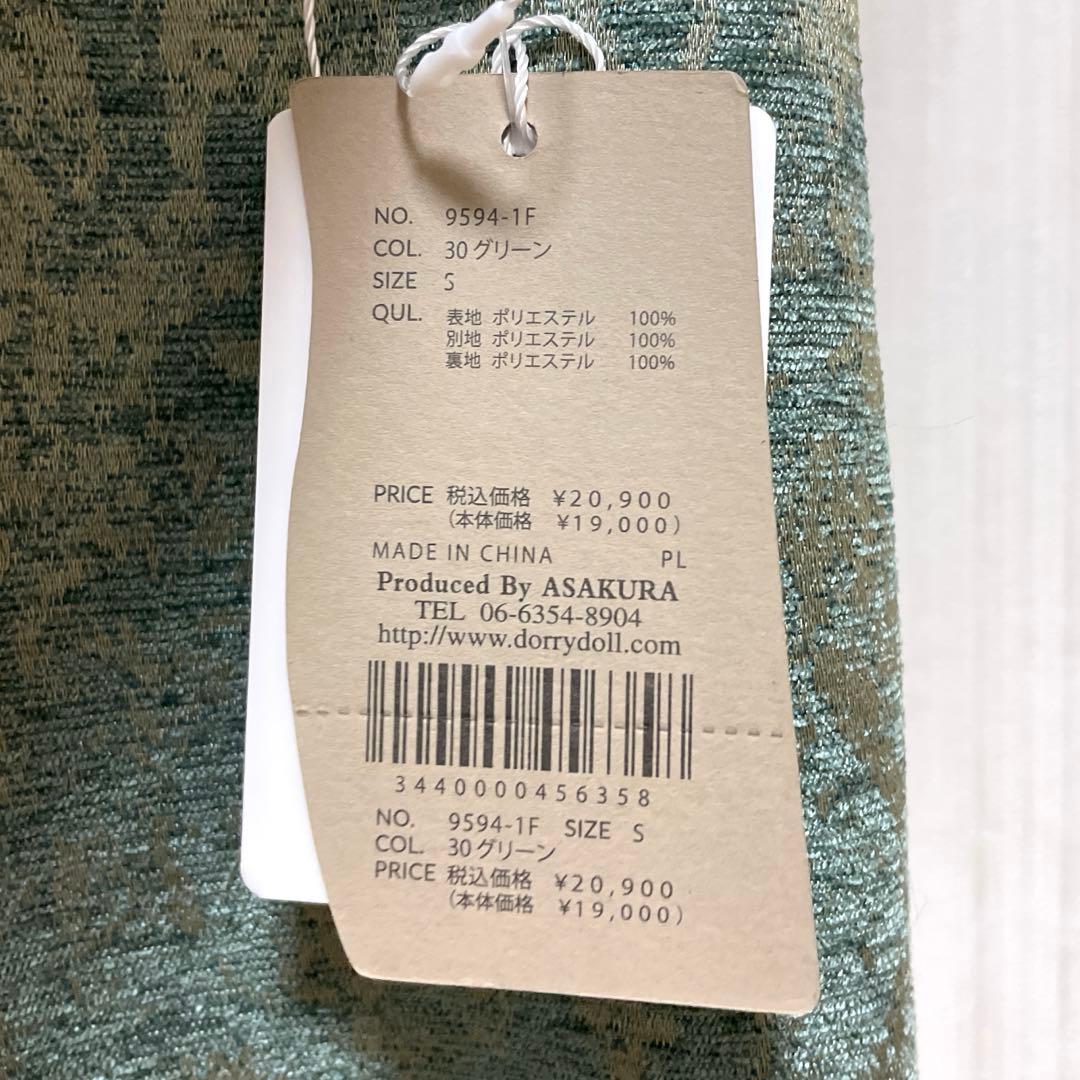 NO. 9594-1F
COL. 30グリーン
SIZE S
QUL. 表地 ポリエステル 100%
別地 ポリエステル 100%
裏地 ポリエステル 100%
PRICE 税込価格 ¥20,900
(本体価格 ¥19,000)
MADE IN CHINA PL
Produced By ASAKURA
TEL 06-6354-8904
http://www.dorrydoll.com
3440000456358
NO. 9594-1F SIZE S
COL. 30グリーン
PRICE 税込価格 ¥20,900
(本体価格 ¥19,000)